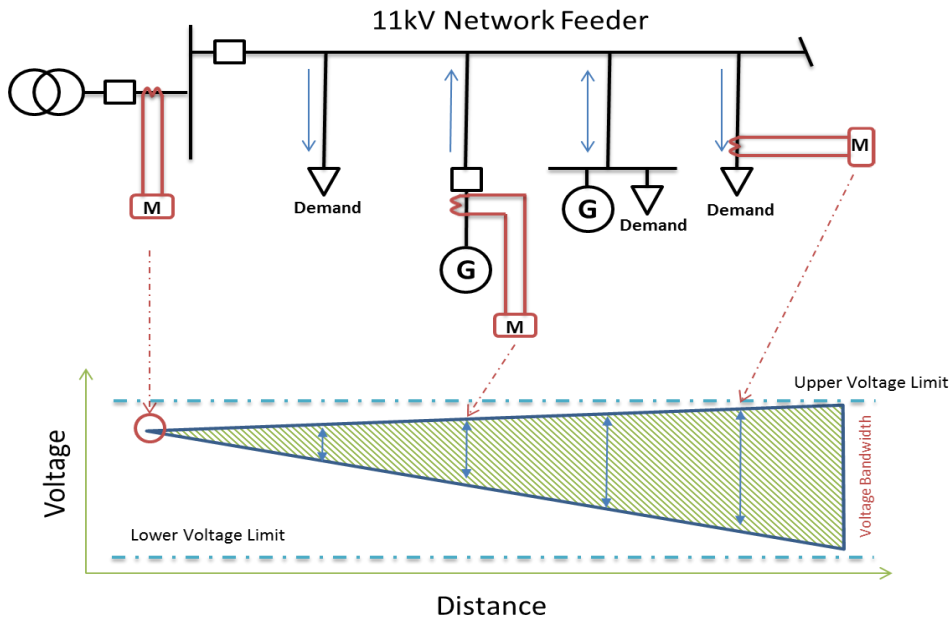 11kV Network Feeder
M
Demand
G
M
G
Demand
Demand
M
Upper Voltage Limit
Voltage
Voltage Bandwidth
Lower Voltage Limit
Distance